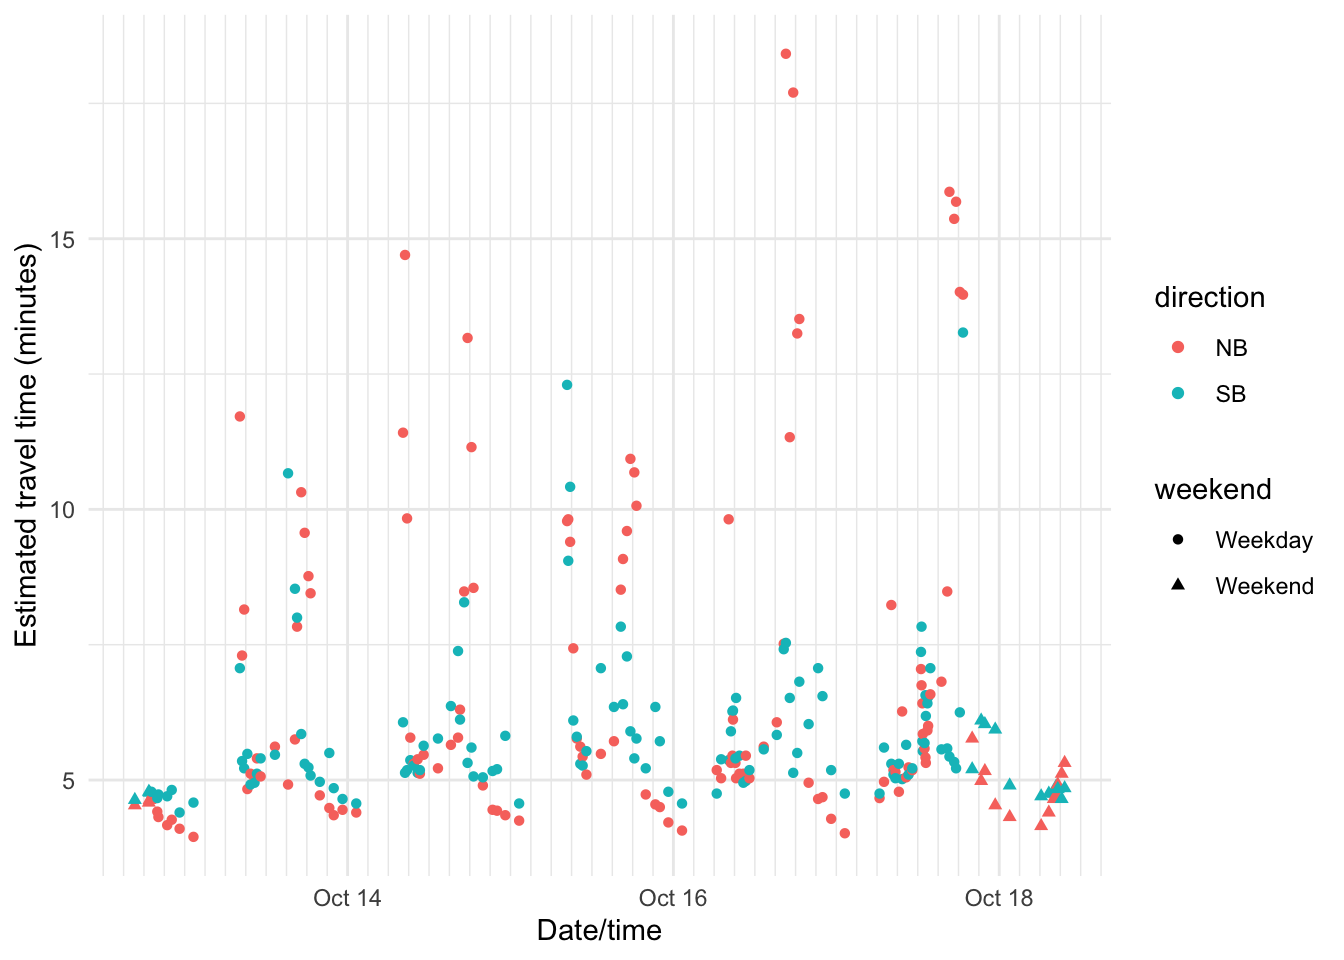 Estimated travel time (minutes)
15
10
5
Oct 14
Oct 16
Oct 18
Date/time
direction
NB
SB
weekend
Weekday
Weekend